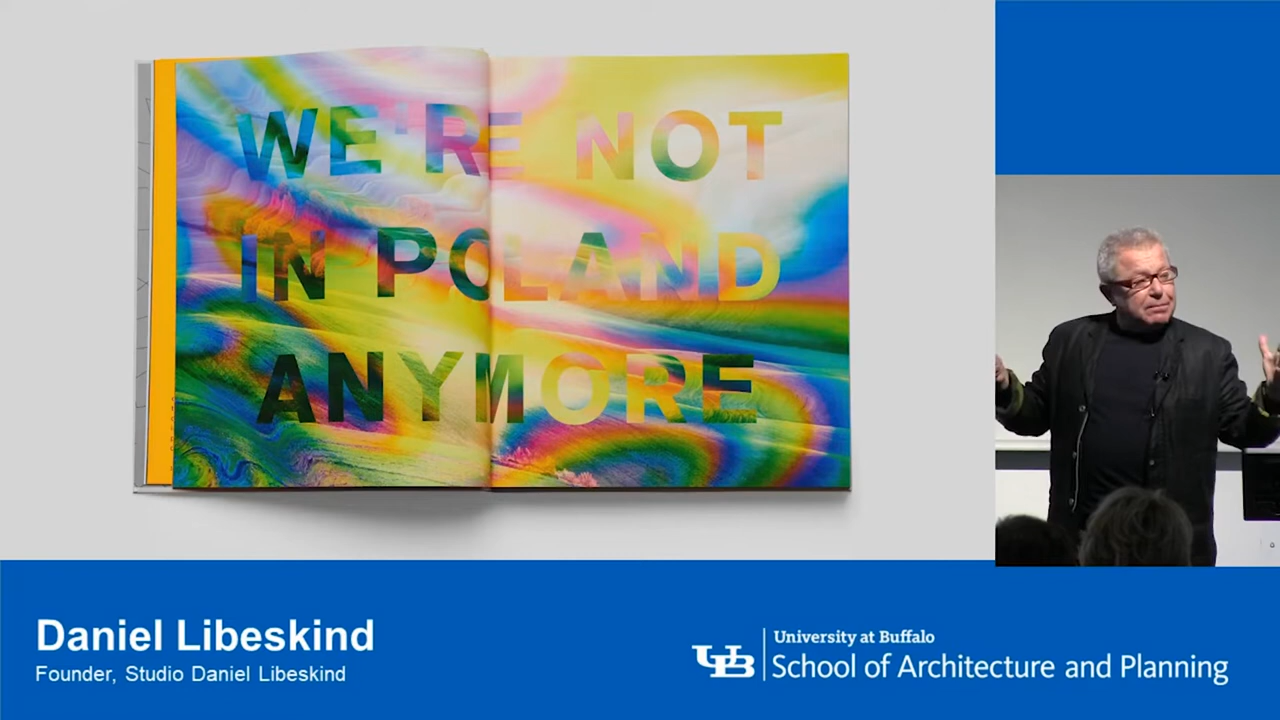 WE'RE NOT
IN POLAND
ANYMORE
Daniel Libeskind
Founder, Studio Daniel Libeskind
UB
University at Buffalo
School of Architecture and Planning